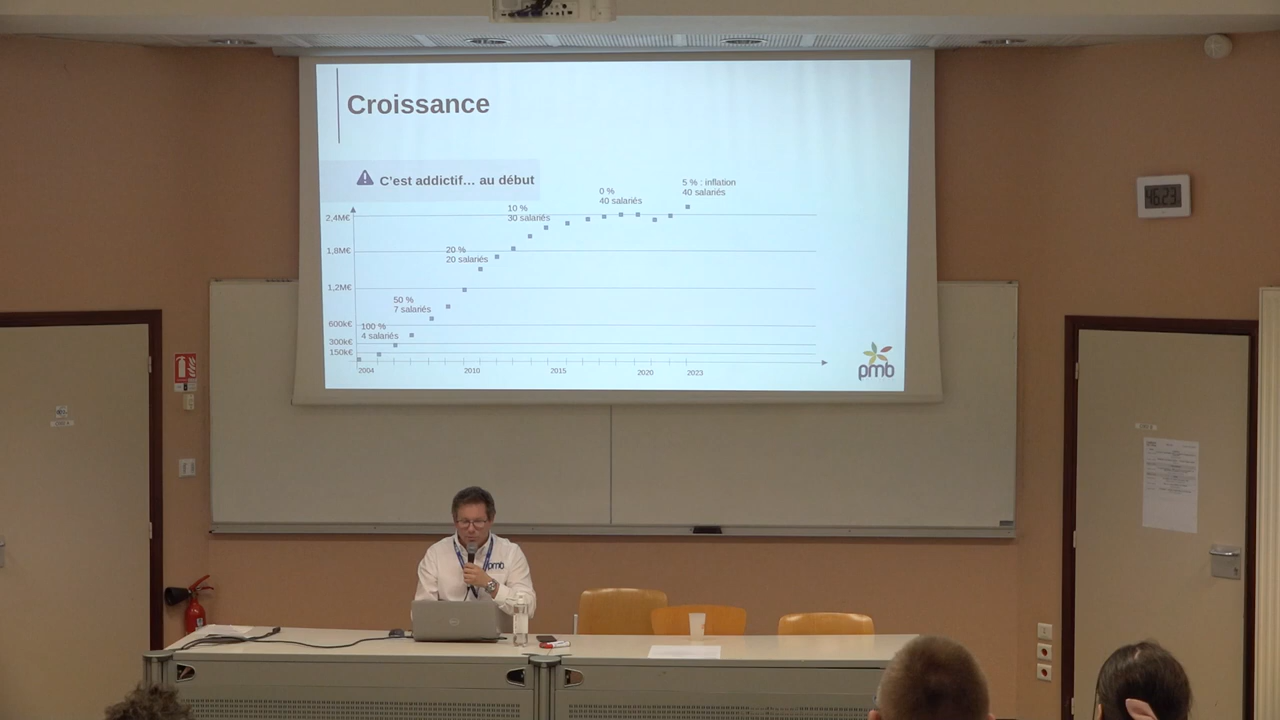 Croissance
C'est addictif... au début
5 % : inflation
40 salariés
0 %
40 salariés
10 %
30 salariés
2,4M€
20 %
20 salariés
1,8M€
1,2M€
50 %
7 salariés
100 %
4 salariés
600k€
300k€
150k€
2004
2010
2015
2020
2023
pmb
pmb